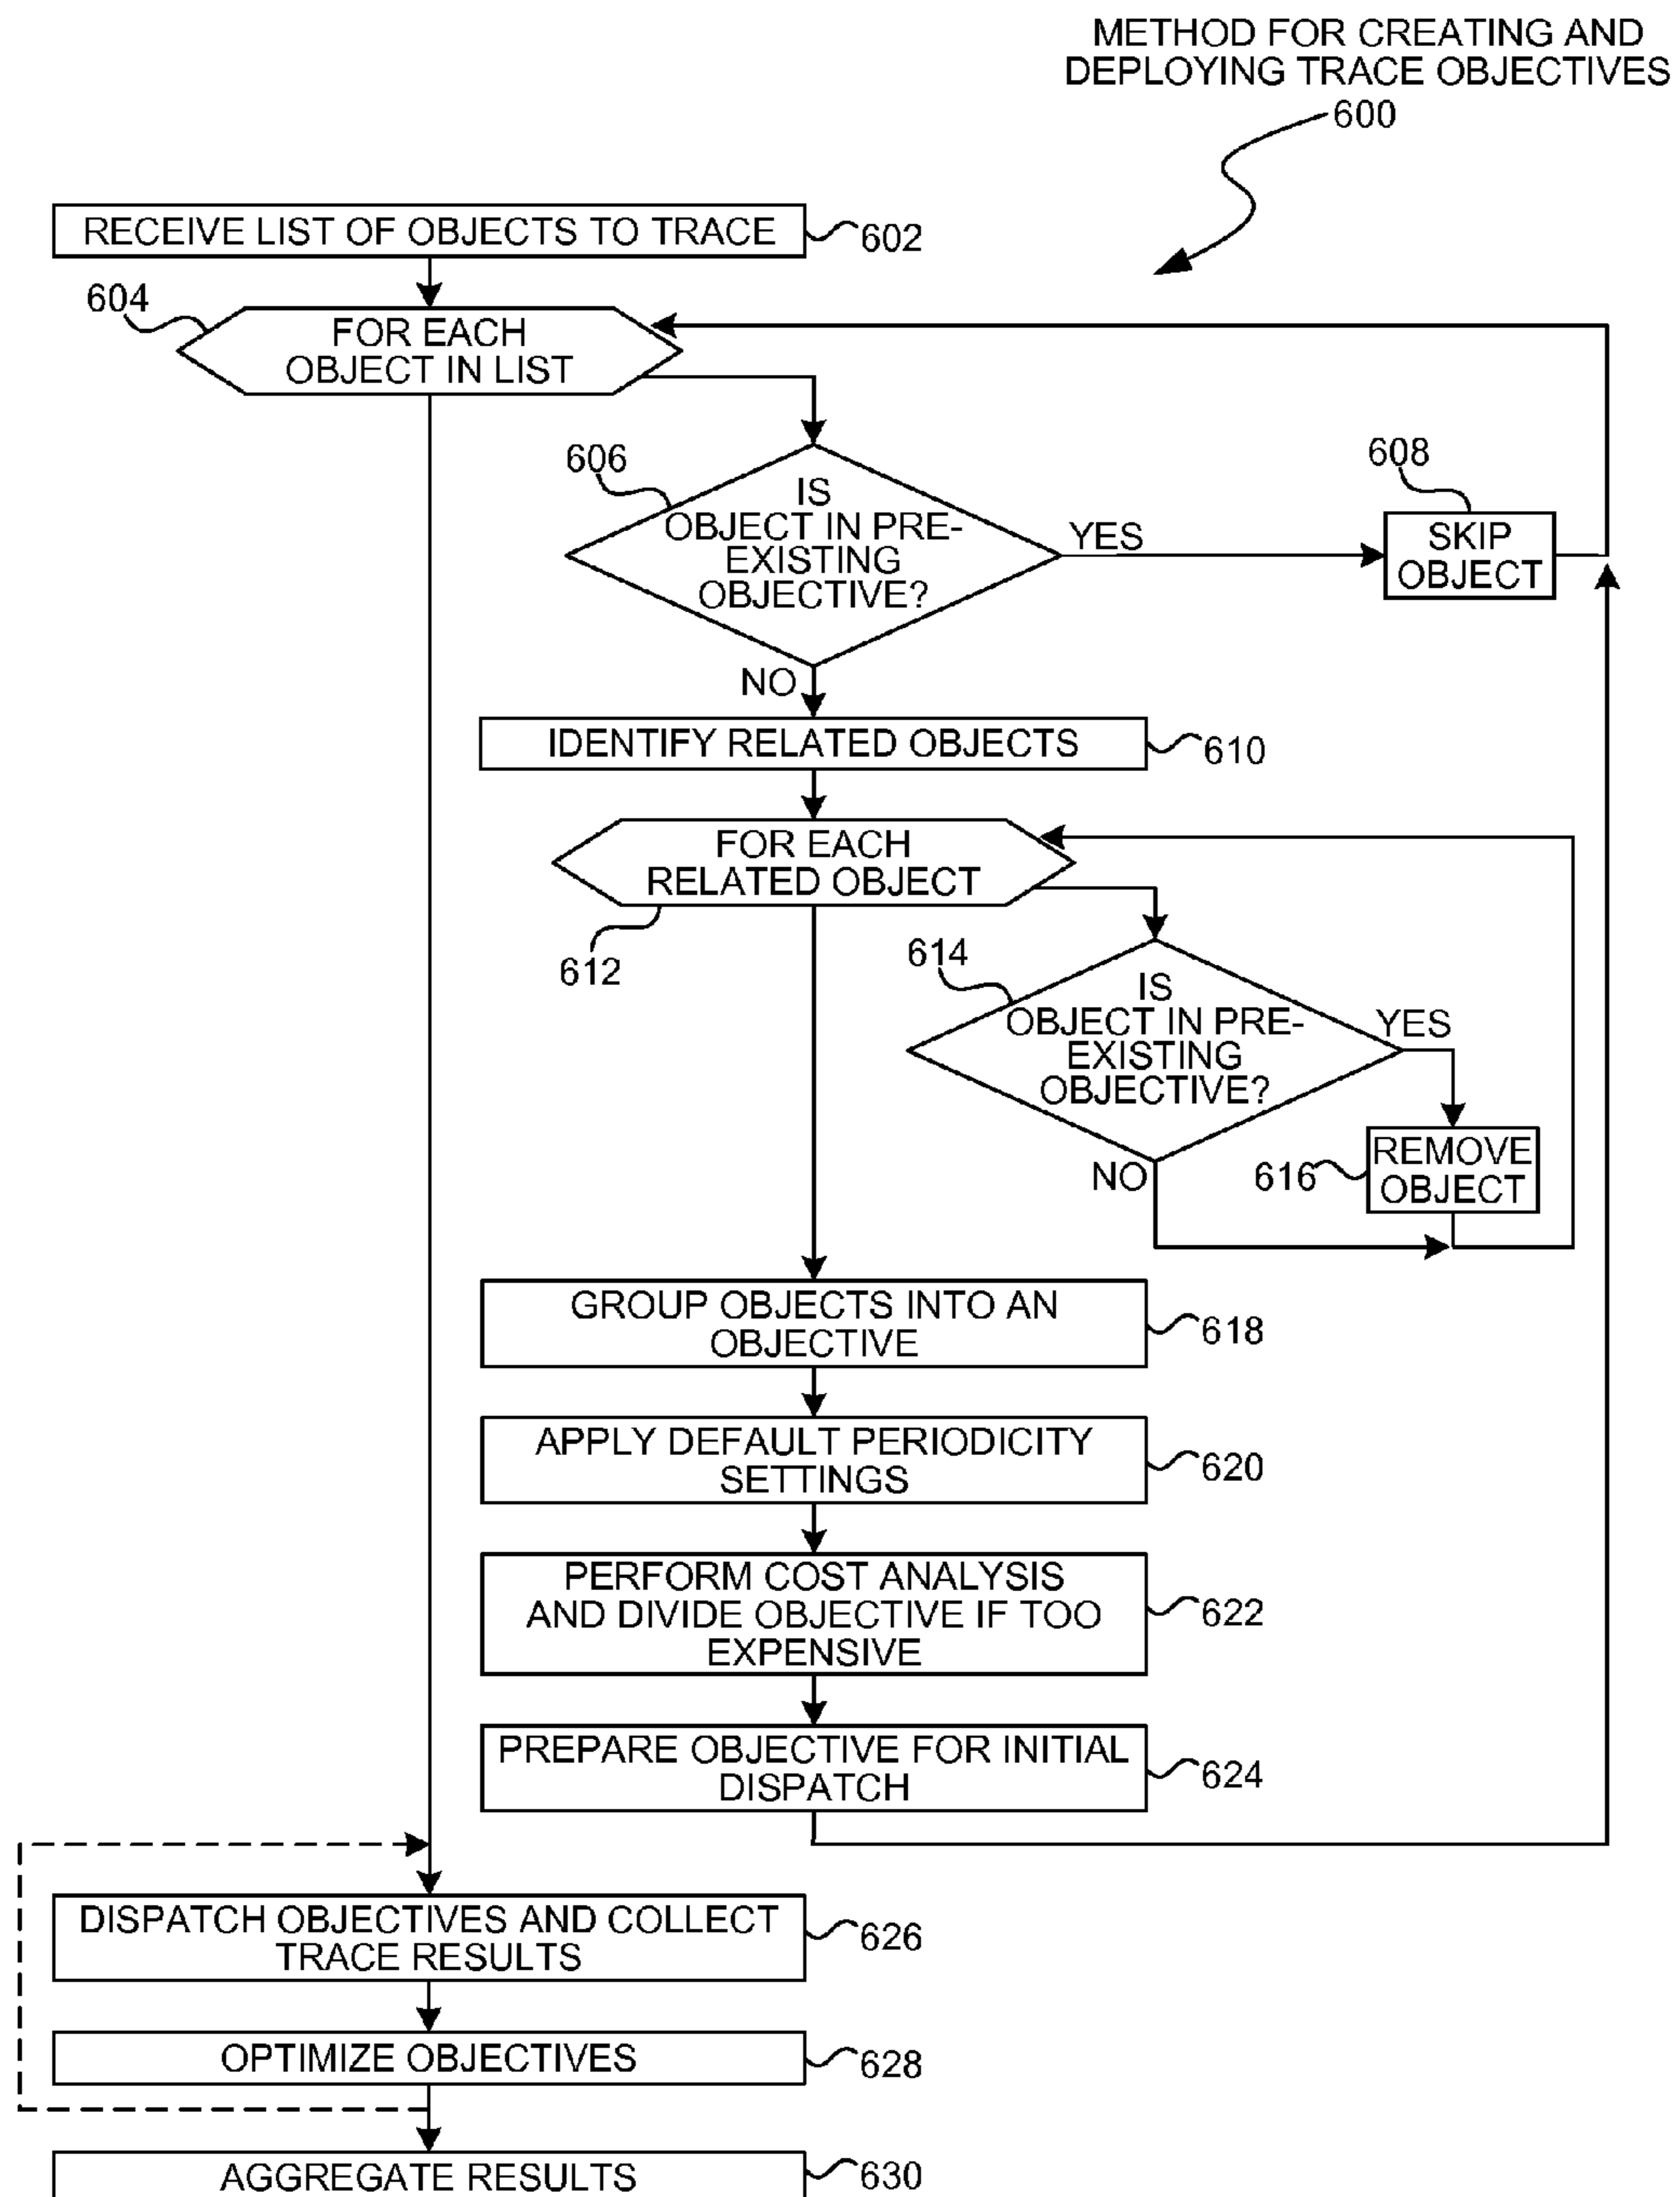 METHOD FOR CREATING AND
DEPLOYING TRACE OBJECTIVES
600
RECEIVE LIST OF OBJECTS TO TRACE
602
604
FOR EACH
OBJECT IN LIST
606
IS
OBJECT IN PRE-
EXISTING
OBJECTIVE?
YES
608
SKIP
OBJECT
NO
IDENTIFY RELATED OBJECTS
610
FOR EACH
RELATED OBJECT
612
614
IS
OBJECT IN PRE-
EXISTING
OBJECTIVE?
YES
NO
616
REMOVE
OBJECT
GROUP OBJECTS INTO AN
OBJECTIVE
618
APPLY DEFAULT PERIODICITY
SETTINGS
620
PERFORM COST ANALYSIS
AND DIVIDE OBJECTIVE IF TOO
EXPENSIVE
622
PREPARE OBJECTIVE FOR INITIAL
DISPATCH
624
DISPATCH OBJECTIVES AND COLLECT
TRACE RESULTS
626
OPTIMIZE OBJECTIVES
628
AGGREGATE RESULTS
630